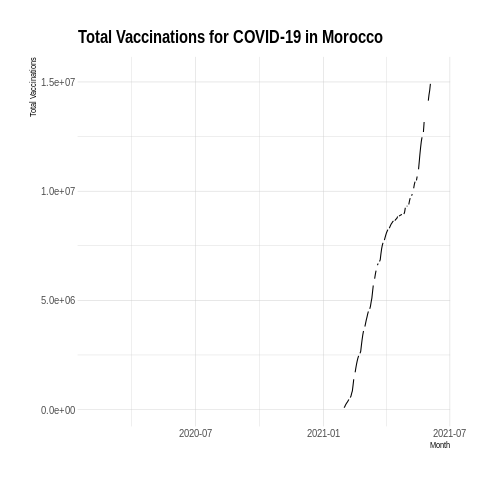 Total Vaccinations for COVID-19 in Morocco
Total Vaccinations
1.5e+07
1.0e+07
5.0e+06
0.0e+00
2020-07
2021-01
2021-07
Month